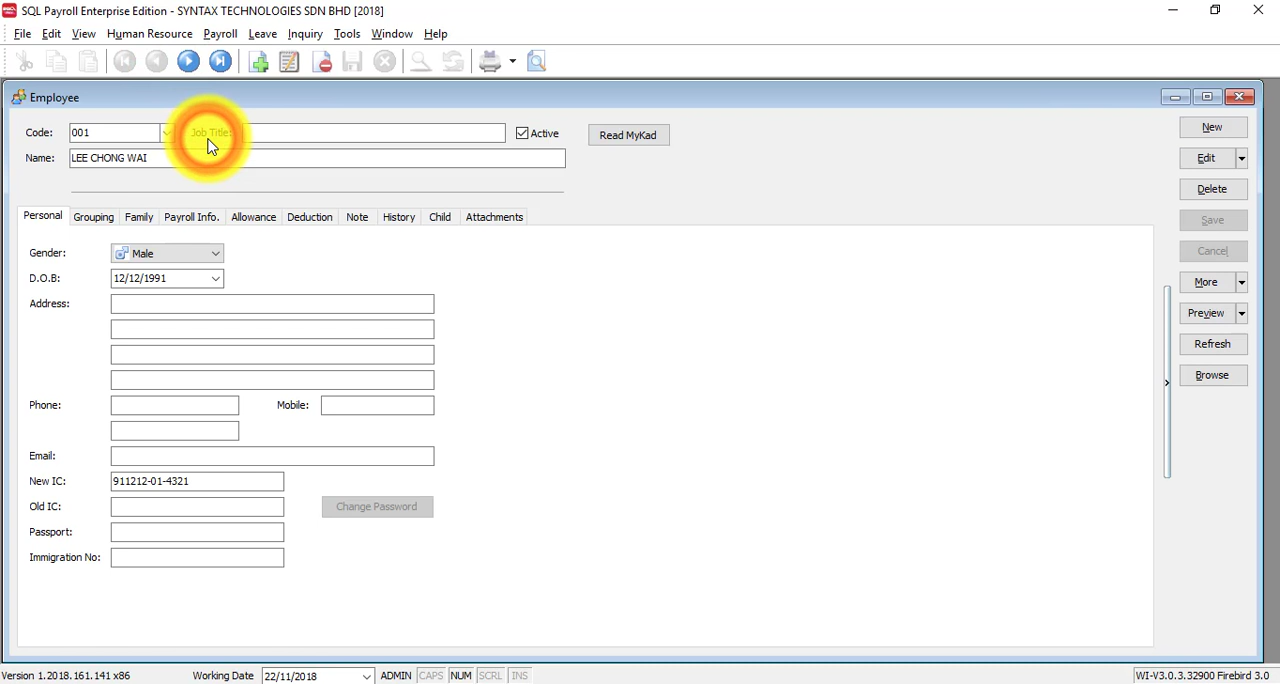 SQL Payroll Enterprise Edition - SYNTAX TECHNOLOGIES SDN BHD [2018]
File Edit View Human Resource Payroll Leave Inquiry Tools Window Help
Employee
Code: 001 Job Title: Active Read MyKad New
Name: LEE CHONG WAI Edit
Delete
Personal Grouping Family Payroll Info. Allowance Deduction Note History Child Attachments Save
Gender: Male Cancel
D.O.B: 12/12/1991 More
Address: Preview
Refresh
Browse
Phone: Mobile:
Email:
New IC: 911212-01-4321
Old IC: Change Password
Passport:
Immigration No:
Version 1.2018.161.141 x86 Working Date 22/11/2018 ADMIN CAPS NUM SCRL INS WI-V3.0.3.32900 Firebird 3.0